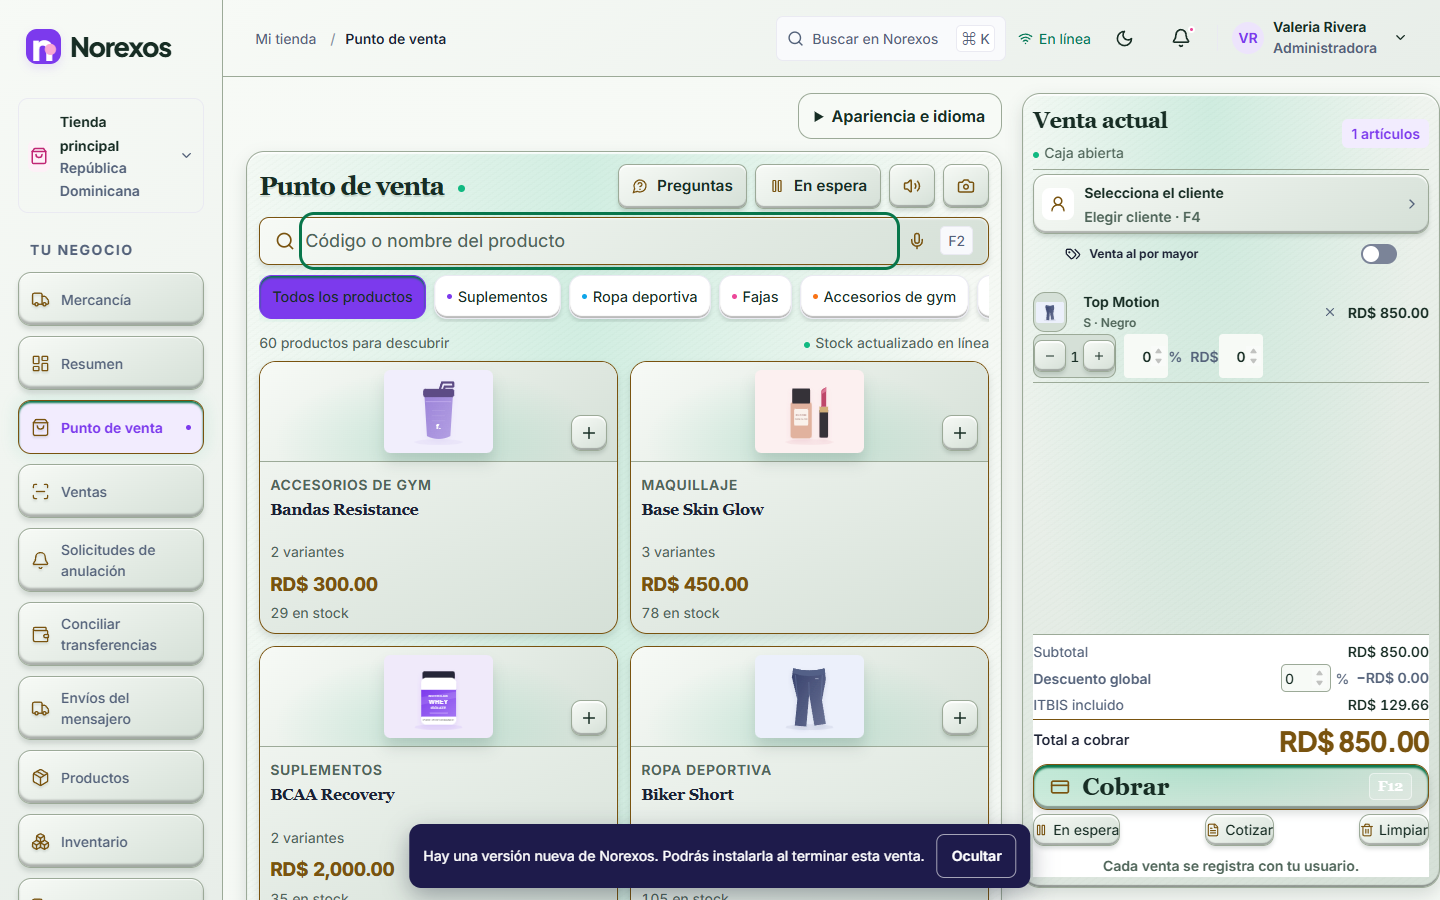 Norexos
Mi tienda / Punto de venta
Buscar en Norexos ⌘ K
En línea
VR
Valeria Rivera
Administradora
Tienda principal
República Dominicana
TU NEGOCIO
Mercancía
Resumen
Punto de venta
Ventas
Solicitudes de anulación
Conciliar transferencias
Envíos del mensajero
Productos
Inventario
Apariencia e idioma
Punto de venta
Preguntas
En espera
Código o nombre del producto
F2
Todos los productos
Suplementos
Ropa deportiva
Fajas
Accesorios de gym
60 productos para descubrir
Stock actualizado en línea
ACCESORIOS DE GYM
Bandas Resistance
2 variantes
RD$ 300.00
29 en stock
MAQUILLAJE
Base Skin Glow
3 variantes
RD$ 450.00
78 en stock
WHEY
SUPLEMENTOS
BCAA Recovery
2 variantes
RD$ 2,000.00
35 en stock
ROPA DEPORTIVA
Biker Short
105 en stock
Hay una versión nueva de Norexos. Podrás instalarla al terminar esta venta.
Ocultar
Venta actual
1 artículos
Caja abierta
Selecciona el cliente
Elegir cliente · F4
Venta al por mayor
Top Motion
S · Negro
× RD$ 850.00
− 1 + 0 % RD$ 0
Subtotal RD$ 850.00
Descuento global 0 % −RD$ 0.00
ITBIS incluido RD$ 129.66
Total a cobrar RD$ 850.00
Cobrar F12
En espera
Cotizar
Limpiar
Cada venta se registra con tu usuario.